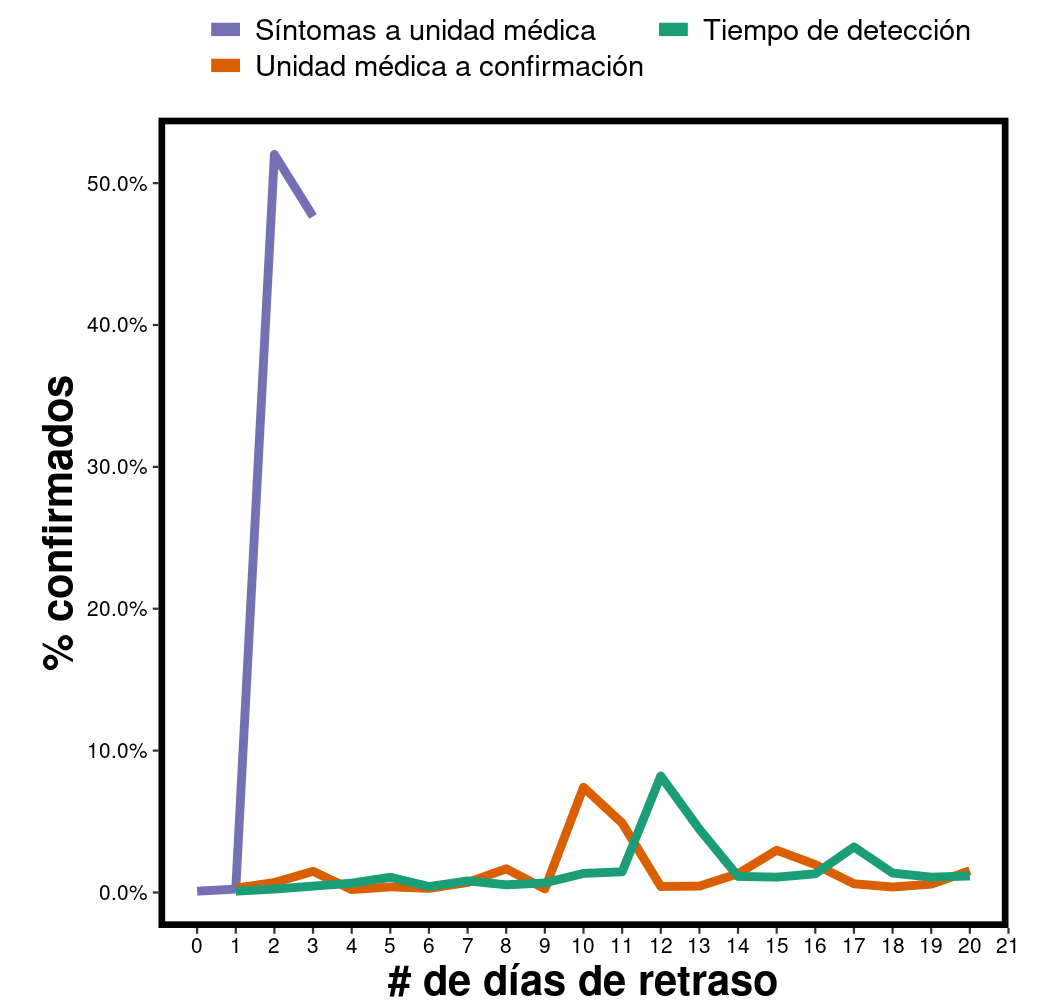 Síntomas a unidad médica
Tiempo de detección
Unidad médica a confirmación
50.0%
40.0%
30.0%
20.0%
10.0%
0.0%
% confirmados
0 1 2 3 4 5 6 7 8 9 10 11 12 13 14 15 16 17 18 19 20 21
# de días de retraso